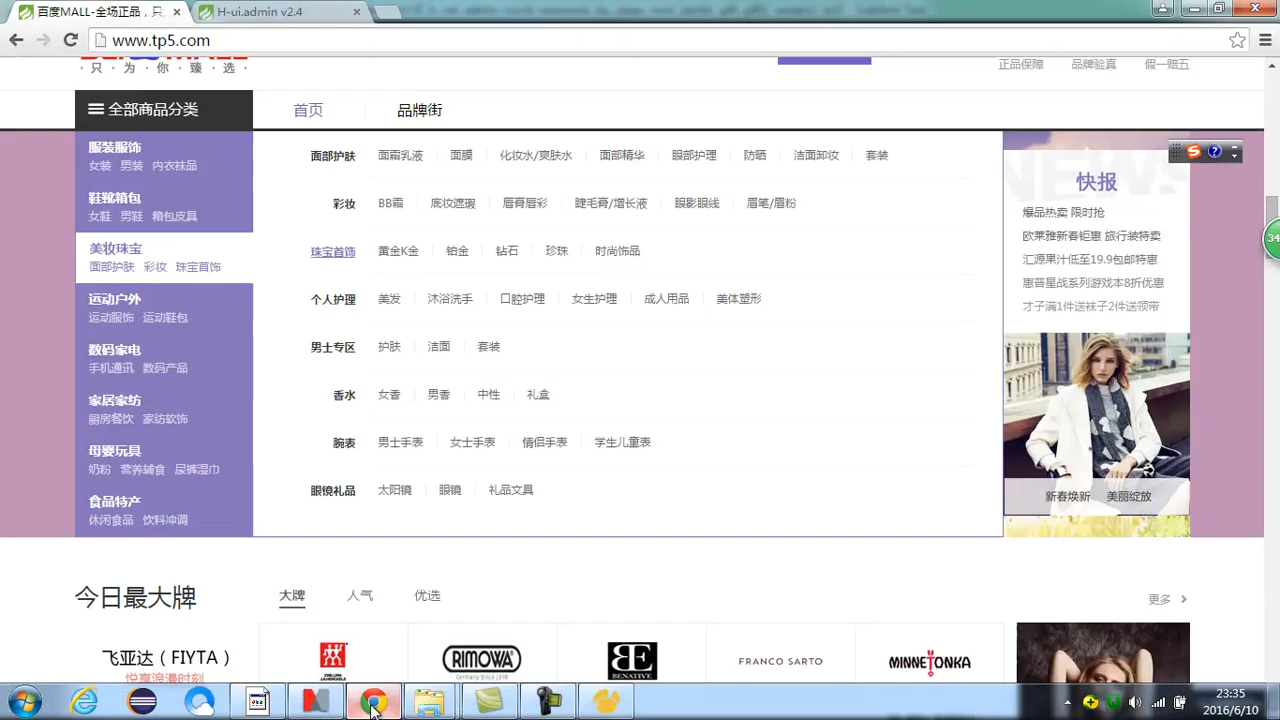 百度MALL-全场正品，只
H-ui.admin v2.4
www.tp5.com
· 只 · 为 · 你 · 臻 · 选 ·
正品保障 品牌验真 假一赔五
全部商品分类 首页 品牌街
服装服饰
女装 男装 内衣袜品
鞋靴箱包
女鞋 男鞋 箱包皮具
美妆珠宝
面部护肤 彩妆 珠宝首饰
运动户外
运动服饰 运动鞋包
数码家电
手机通讯 数码产品
家居家纺
厨房餐饮 家纺软饰
母婴玩具
奶粉 营养辅食 尿裤湿巾
食品特产
休闲食品 饮料冲调
面部护肤 面霜乳液 面膜 化妆水/爽肤水 面部精华 眼部护理 防晒 洁面卸妆 套装
彩妆 BB霜 底妆遮瑕 唇膏唇彩 睫毛膏/增长液 眼影眼线 眉笔/眉粉
珠宝首饰 黄金K金 铂金 钻石 珍珠 时尚饰品
个人护理 美发 沐浴洗手 口腔护理 女生护理 成人用品 美体塑形
男士专区 护肤 洁面 套装
香水 女香 男香 中性 礼盒
腕表 男士手表 女士手表 情侣手表 学生儿童表
眼镜礼品 太阳镜 眼镜 礼品文具
快报
爆品热卖 限时抢
欧莱雅新春钜惠 旅行装特卖
汇源果汁低至19.9包邮特惠
惠普星战系列游戏本8折优惠
才子满1件送袜子2件送领带
新春焕新 美丽绽放
34
今日最大牌 大牌 人气 优选 更多
飞亚达（FIYTA ）
悦享浪漫时刻
RIMOWA
BENATIVE
FRANCO SARTO
MINNETONKA
23:35
2016/6/10